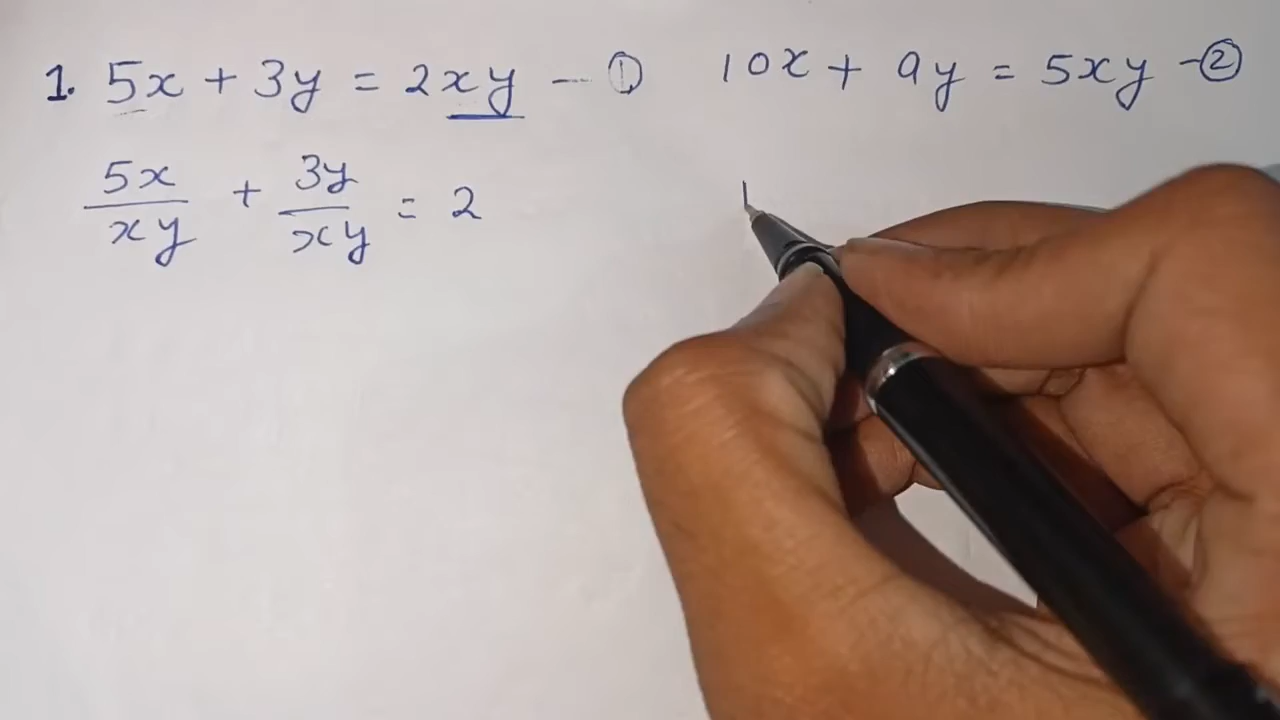 1. 5x + 3y = 2xy — ① 10x + 9y = 5xy — ②
5x/xy + 3y/xy = 2